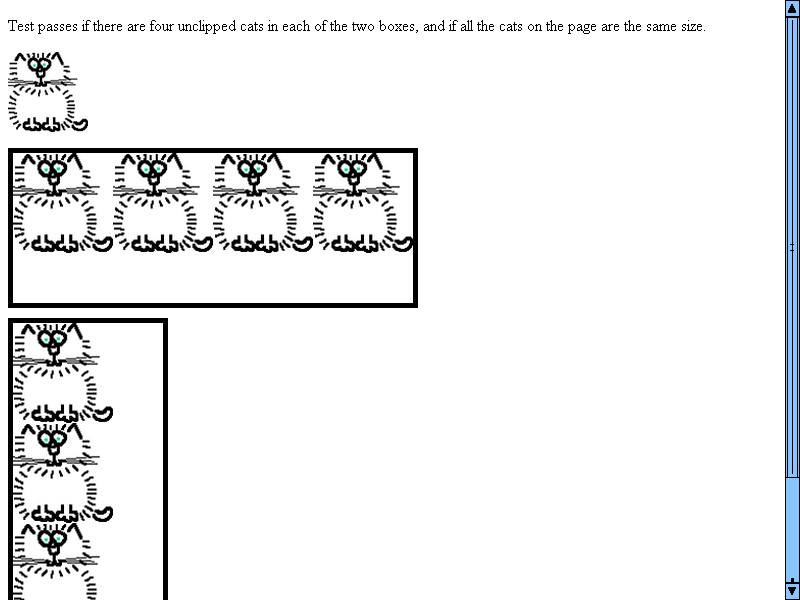 Test passes if there are four unclipped cats in each of the two boxes, and if all the cats on the page are the same size.